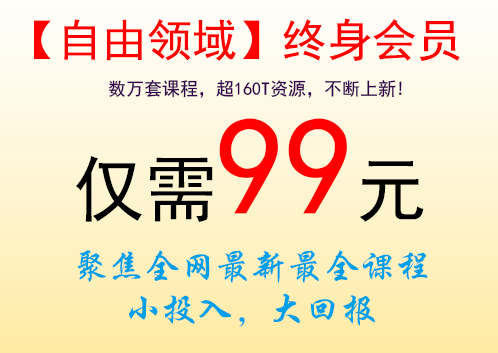 【自由领域】终身会员
数万套课程，超160T资源，不断上新!
仅需99元
聚焦全网最新最全课程
小投入，大回报